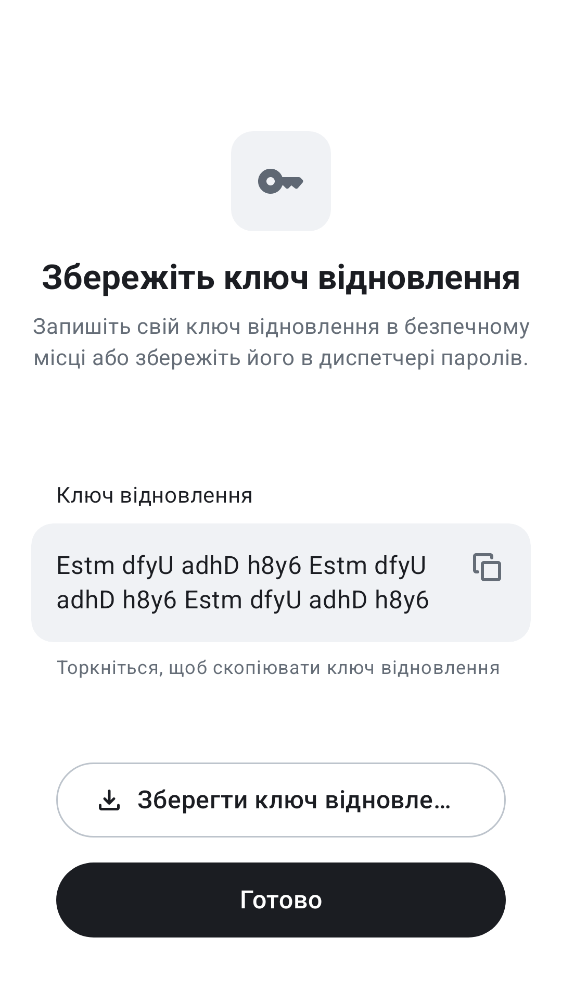 Збережіть ключ відновлення
Запишіть свій ключ відновлення в безпечному
місці або збережіть його в диспетчері паролів.
Ключ відновлення
Estm dfyU adhD h8y6 Estm dfyU
adhD h8y6 Estm dfyU adhD h8y6
Торкніться, щоб скопіювати ключ відновлення
Зберегти ключ відновле...
Готово